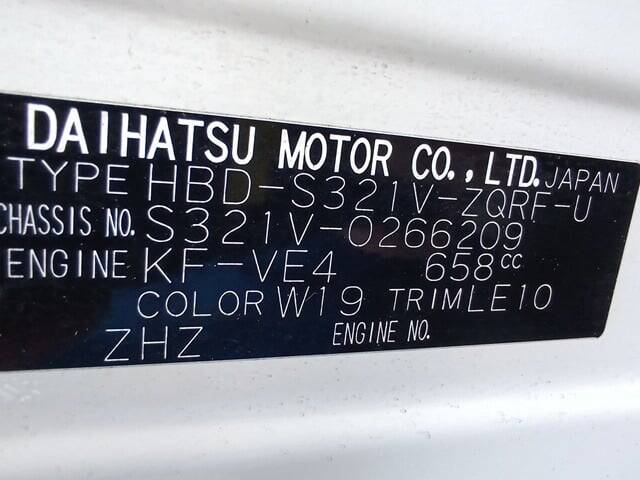 DAIHATSU MOTOR CO.,LTD. JAPAN
TYPE HBD-S321V-ZQRF-U
CHASSIS NO. S321V-0266209
ENGINE KF-VE4 658cc
COLOR W19 TRIM LE10
ZHZ ENGINE NO.